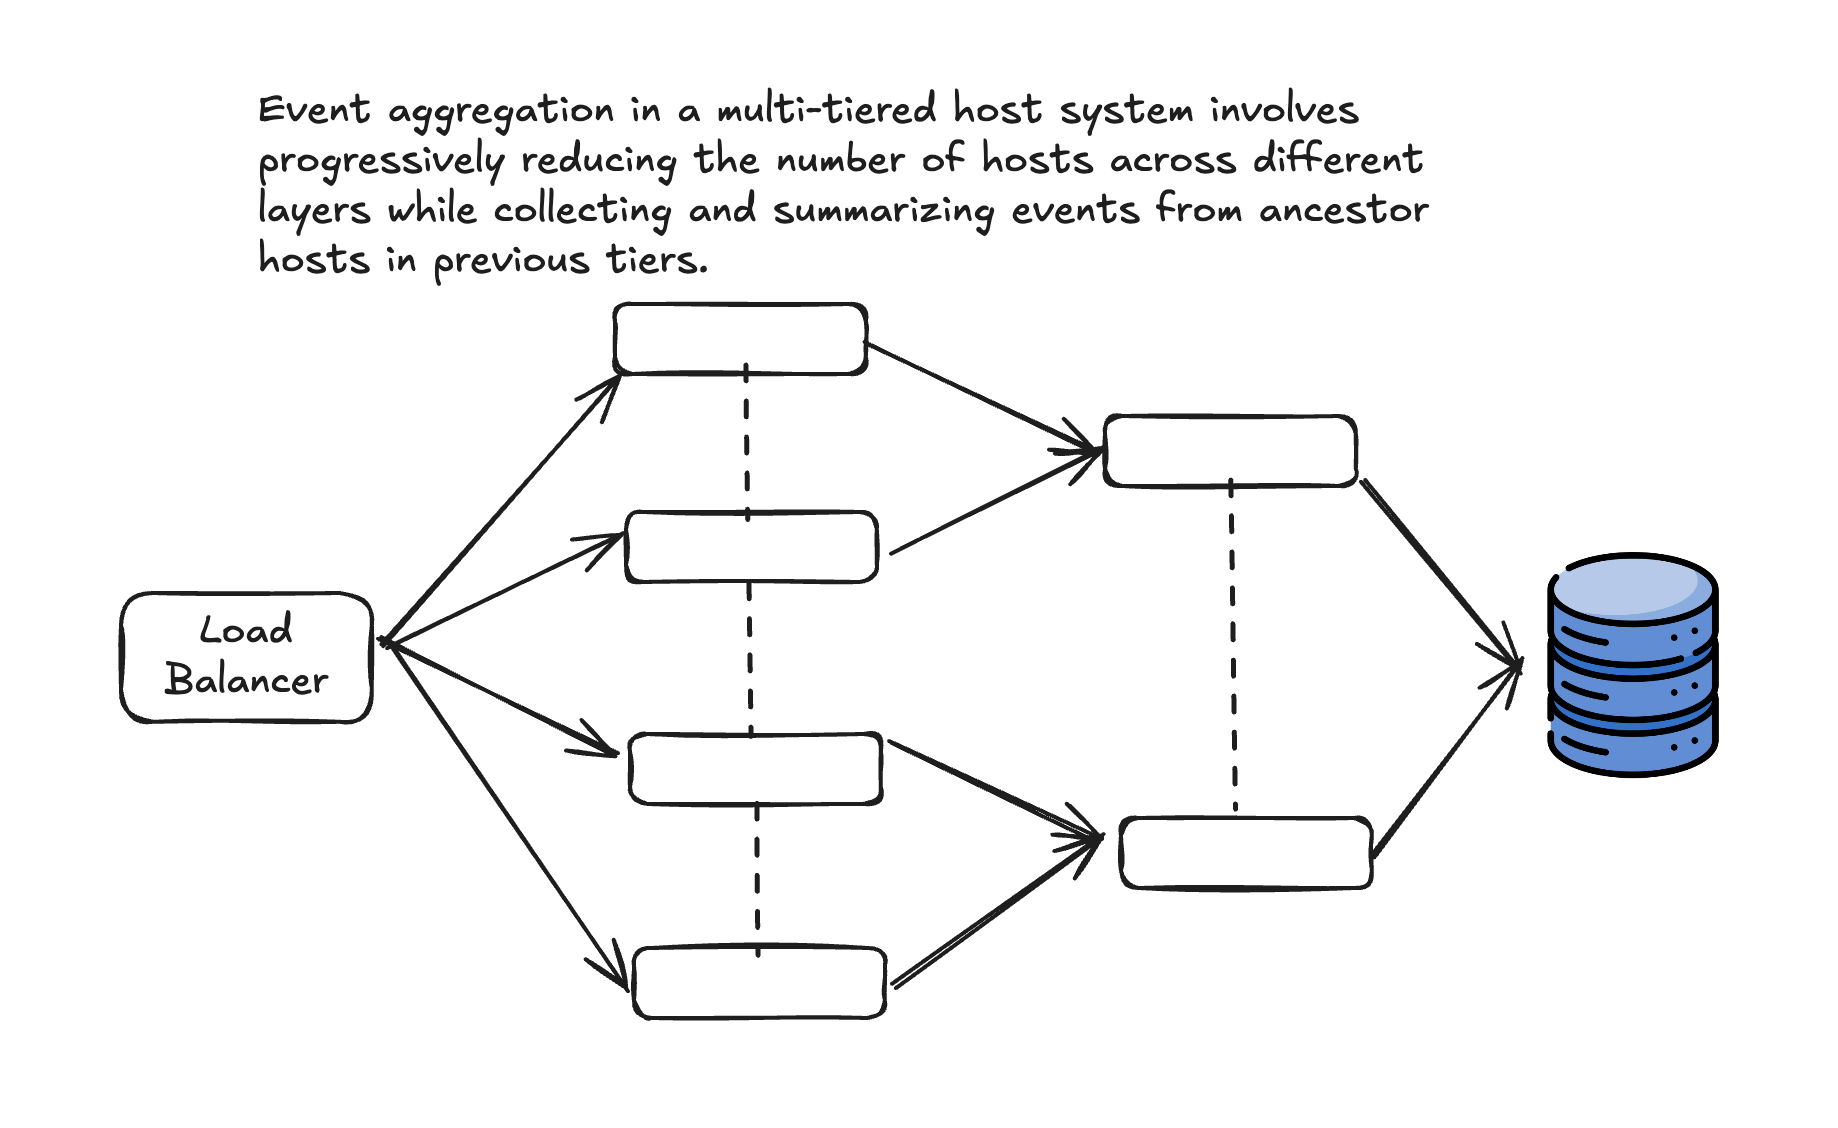 Event aggregation in a multi-tiered host system involves
progressively reducing the number of hosts across different
layers while collecting and summarizing events from ancestor
hosts in previous tiers.
Load
Balancer